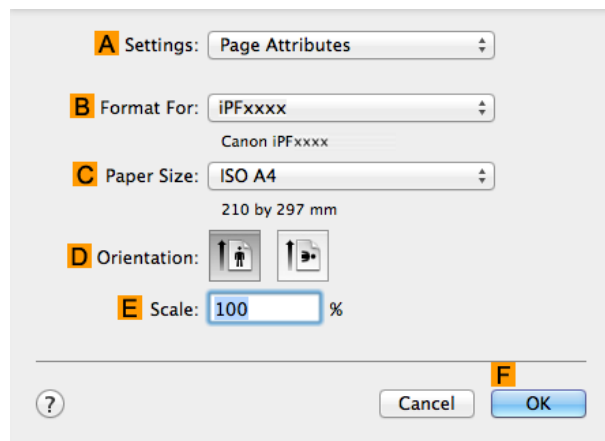 A Settings: Page Attributes
B Format For: iPFxxxx
Canon iPFxxxx
C Paper Size: ISO A4
210 by 297 mm
D Orientation:
E Scale: 100 %
F
? Cancel OK